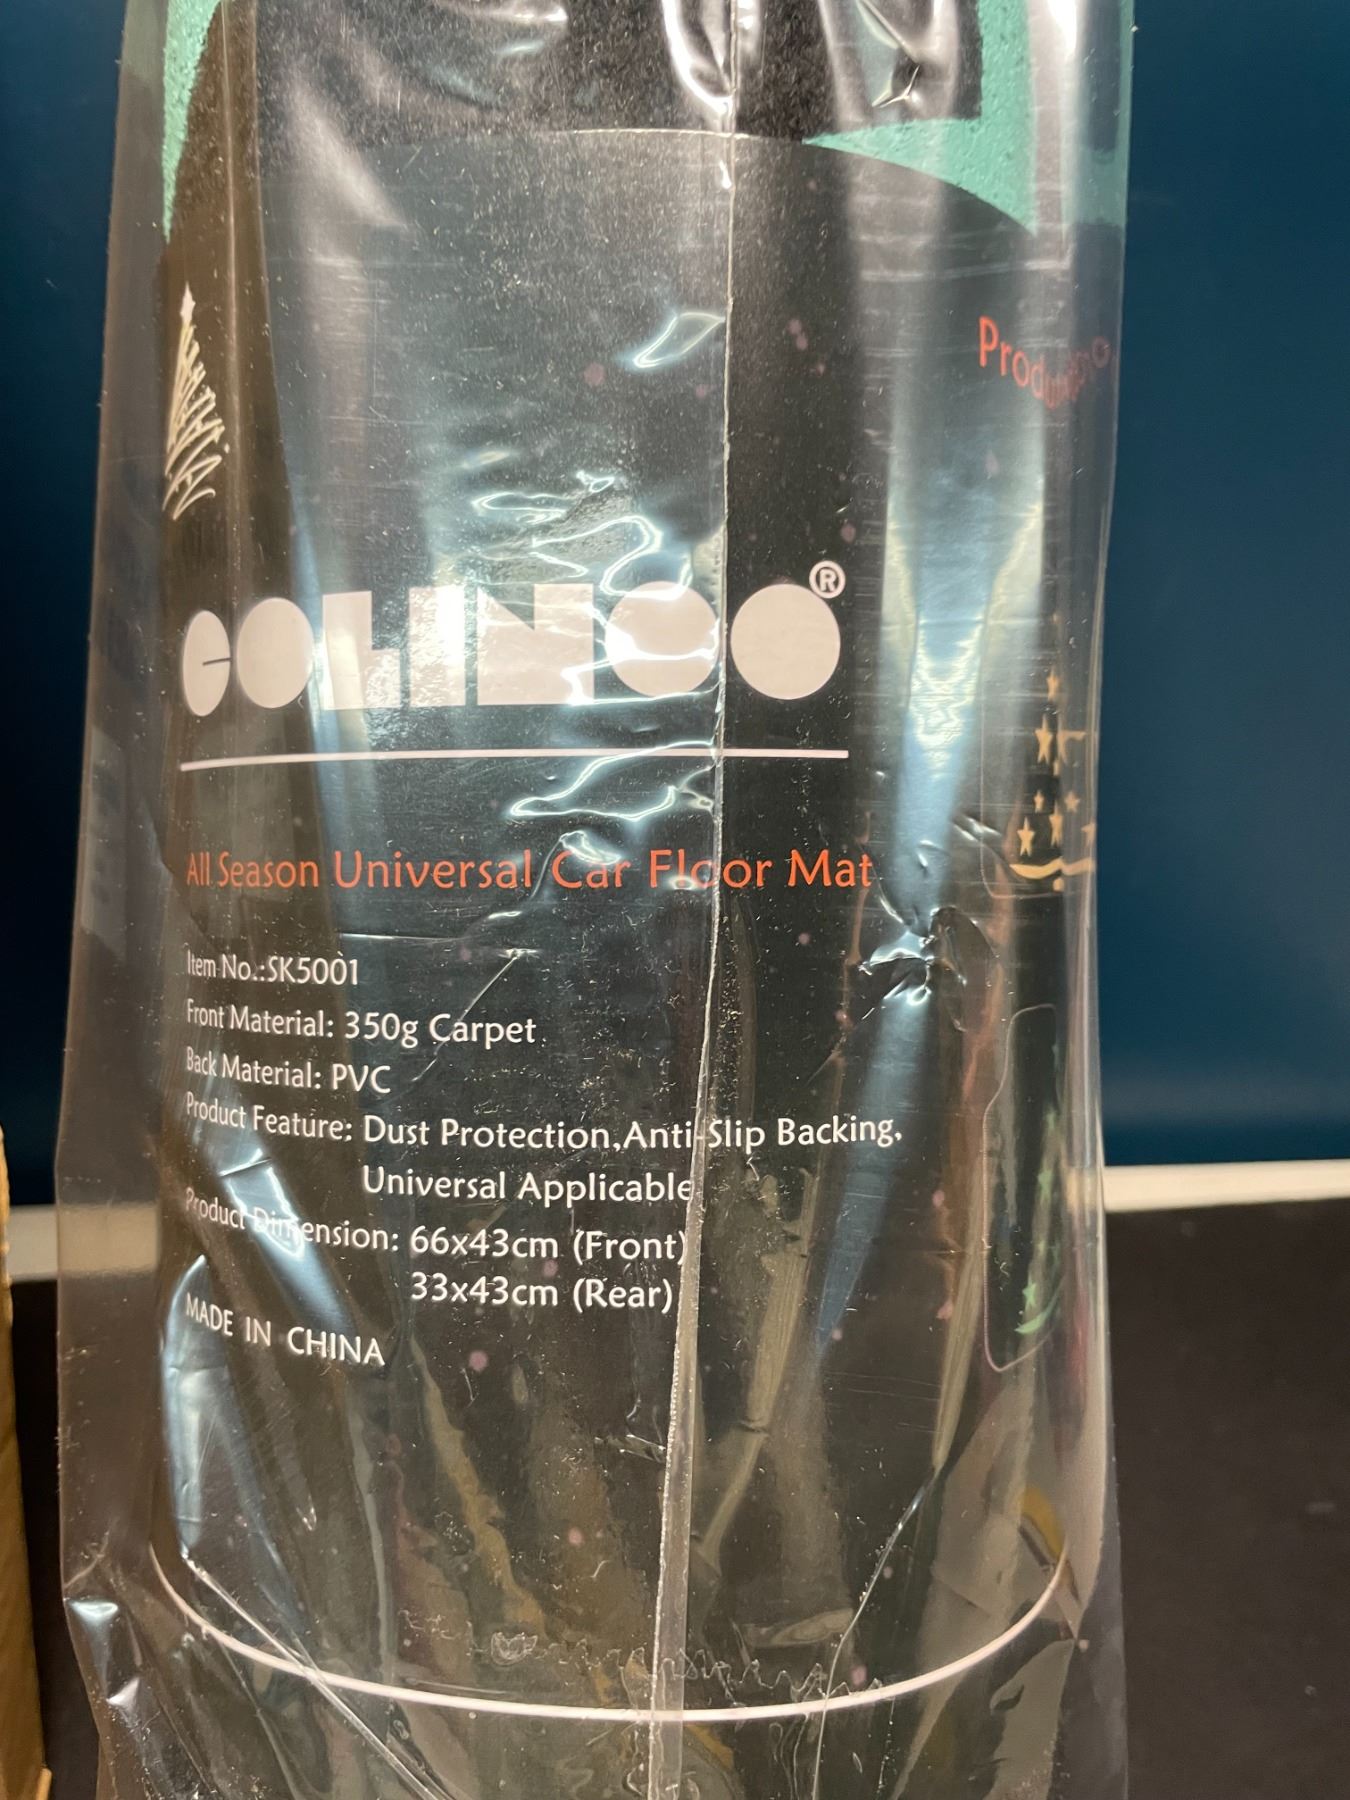 COLINOO®
All Season Universal Car Floor Mat
Item No.:SK5001
Front Material: 350g Carpet
Back Material: PVC
Product Feature: Dust Protection,Anti-Slip Backing,
Universal Applicable
Product Dimension: 66x43cm (Front)
33x43cm (Rear)
MADE IN CHINA